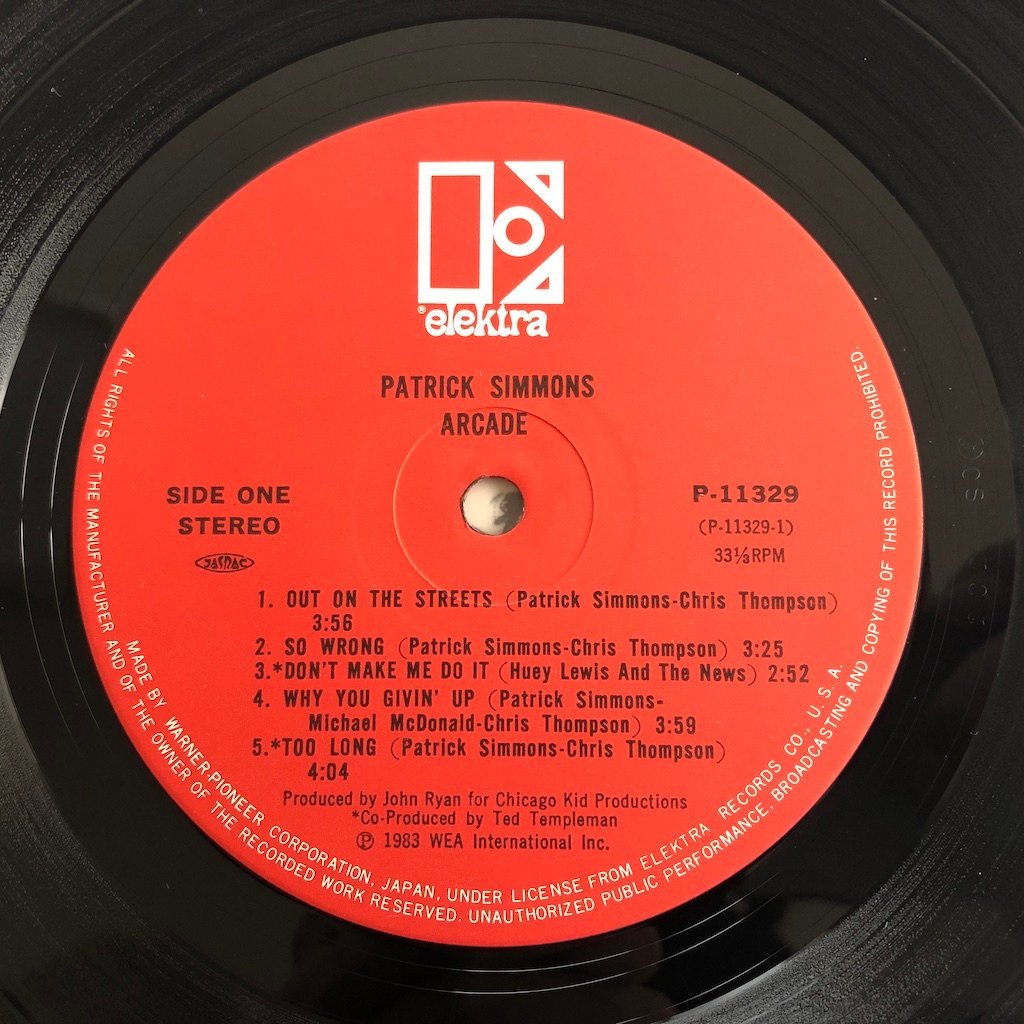 ® elektra
PATRICK SIMMONS
ARCADE
SIDE ONE
STEREO
JASRAC
P-11329
(P-11329-1)
33⅓RPM
1. OUT ON THE STREETS (Patrick Simmons-Chris Thompson)
3:56
2. SO WRONG (Patrick Simmons-Chris Thompson) 3:25
3.*DON'T MAKE ME DO IT (Huey Lewis And The News) 2:52
4. WHY YOU GIVIN' UP (Patrick Simmons-
Michael McDonald-Chris Thompson) 3:59
5.*TOO LONG (Patrick Simmons-Chris Thompson)
4:04
Produced by John Ryan for Chicago Kid Productions
*Co-Produced by Ted Templeman
℗ 1983 WEA International Inc.
MADE BY WARNER-PIONEER CORPORATION, JAPAN, UNDER LICENSE FROM ELEKTRA RECORDS CO., U.S.A.
ALL RIGHTS OF THE MANUFACTURER AND OF THE OWNER OF THE RECORDED WORK RESERVED. UNAUTHORIZED PUBLIC PERFORMANCE, BROADCASTING AND COPYING OF THIS RECORD PROHIBITED.